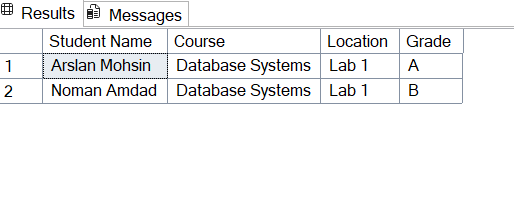 Results Messages
Student Name Course Location Grade
1 Arslan Mohsin Database Systems Lab 1 A
2 Noman Amdad Database Systems Lab 1 B